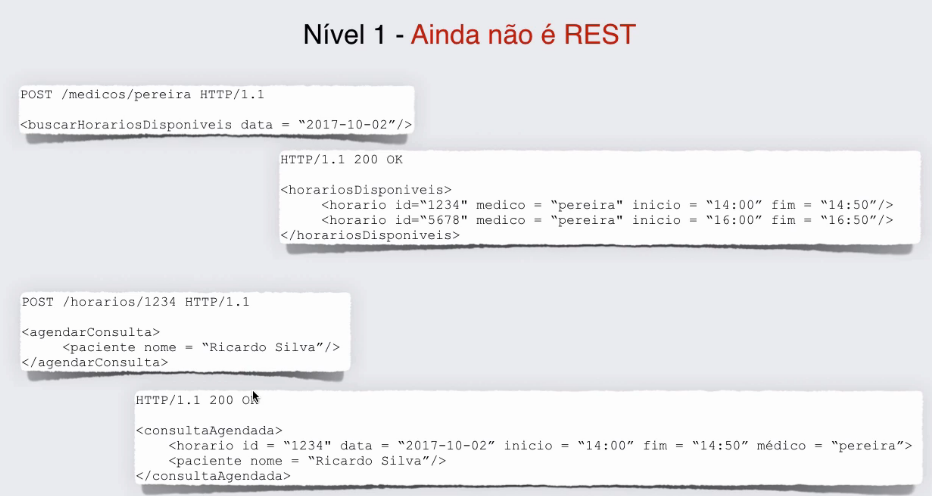 Nível 1 - Ainda não é REST
POST /medicos/pereira HTTP/1.1
<buscarHorariosDisponiveis data = “2017-10-02”/>
HTTP/1.1 200 OK
<horariosDisponiveis>
<horario id=“1234" medico = “pereira" inicio = “14:00” fim = “14:50”/>
<horario id=“5678" medico = “pereira" inicio = “16:00” fim = “16:50”/>
</horariosDisponiveis>
POST /horarios/1234 HTTP/1.1
<agendarConsulta>
<paciente nome = “Ricardo Silva”/>
</agendarConsulta>
HTTP/1.1 200 OK
<consultaAgendada>
<horario id = “1234" data = “2017-10-02” inicio = “14:00” fim = “14:50” médico = “pereira”>
<paciente nome = “Ricardo Silva”/>
</consultaAgendada>